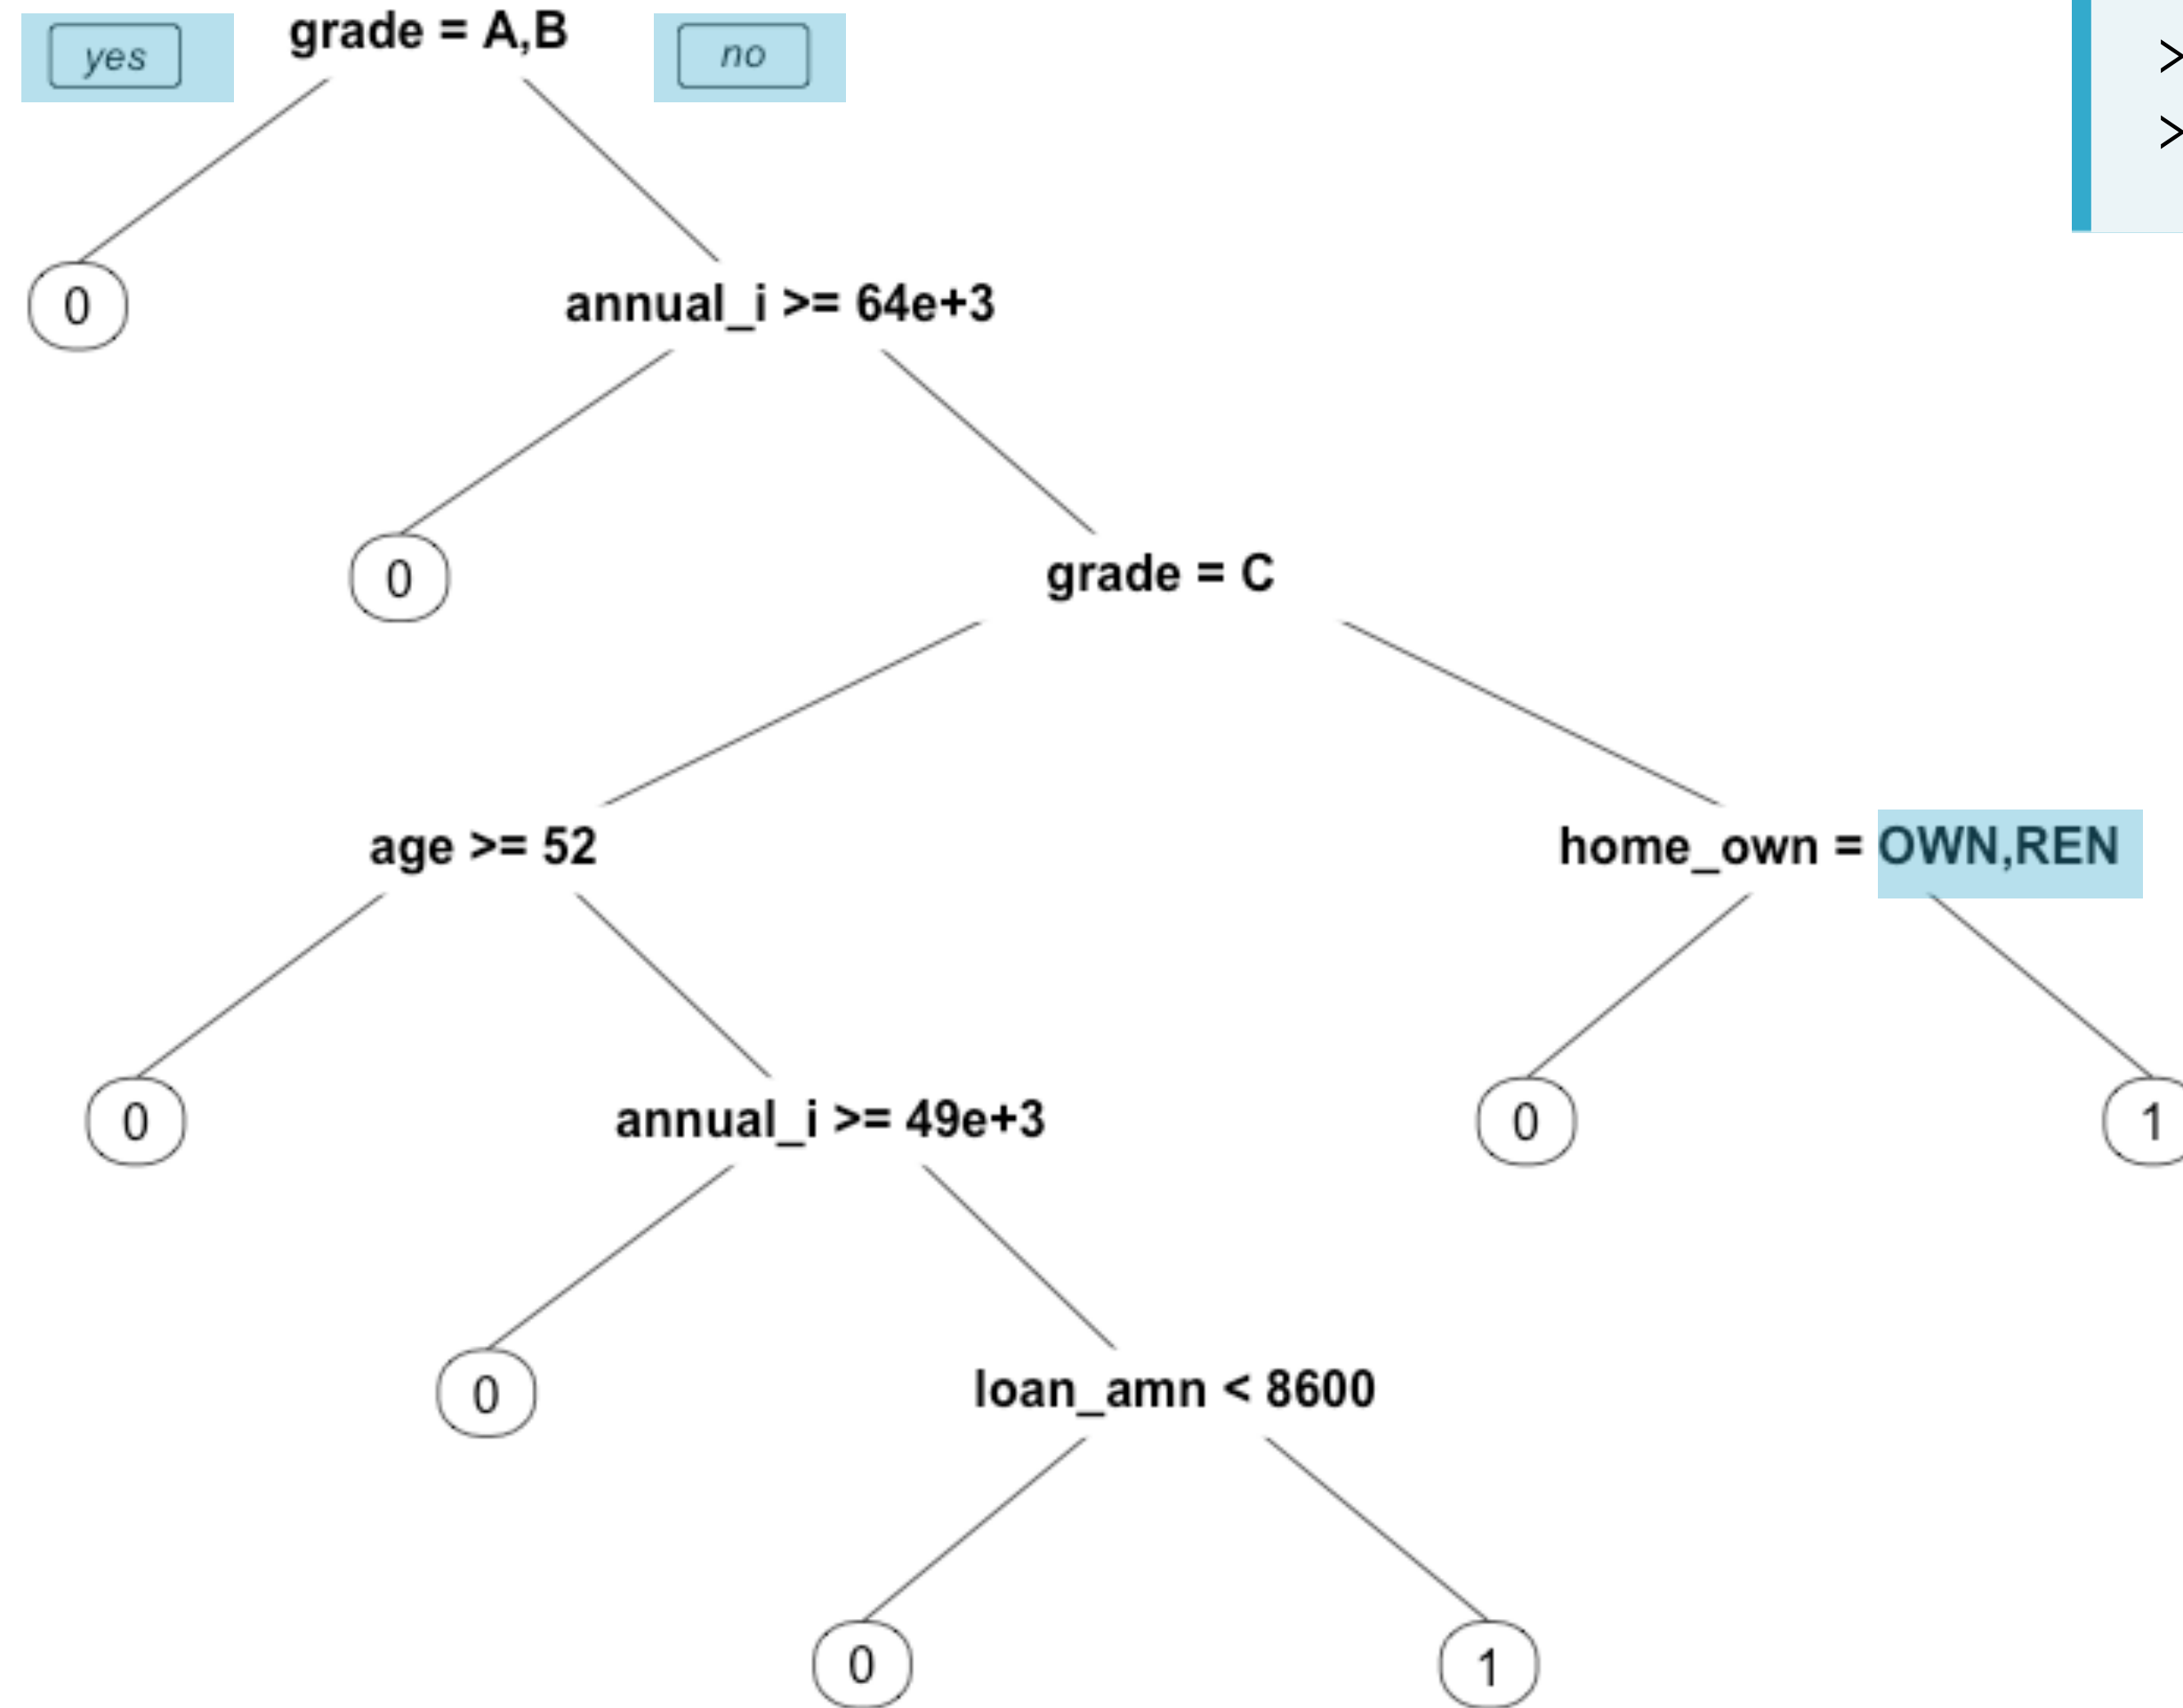 yes grade = A,B no >
>
0 annual_i >= 64e+3
0 grade = C
age >= 52 home_own = OWN,REN
0 annual_i >= 49e+3 0 1
0 loan_amn < 8600
0 1